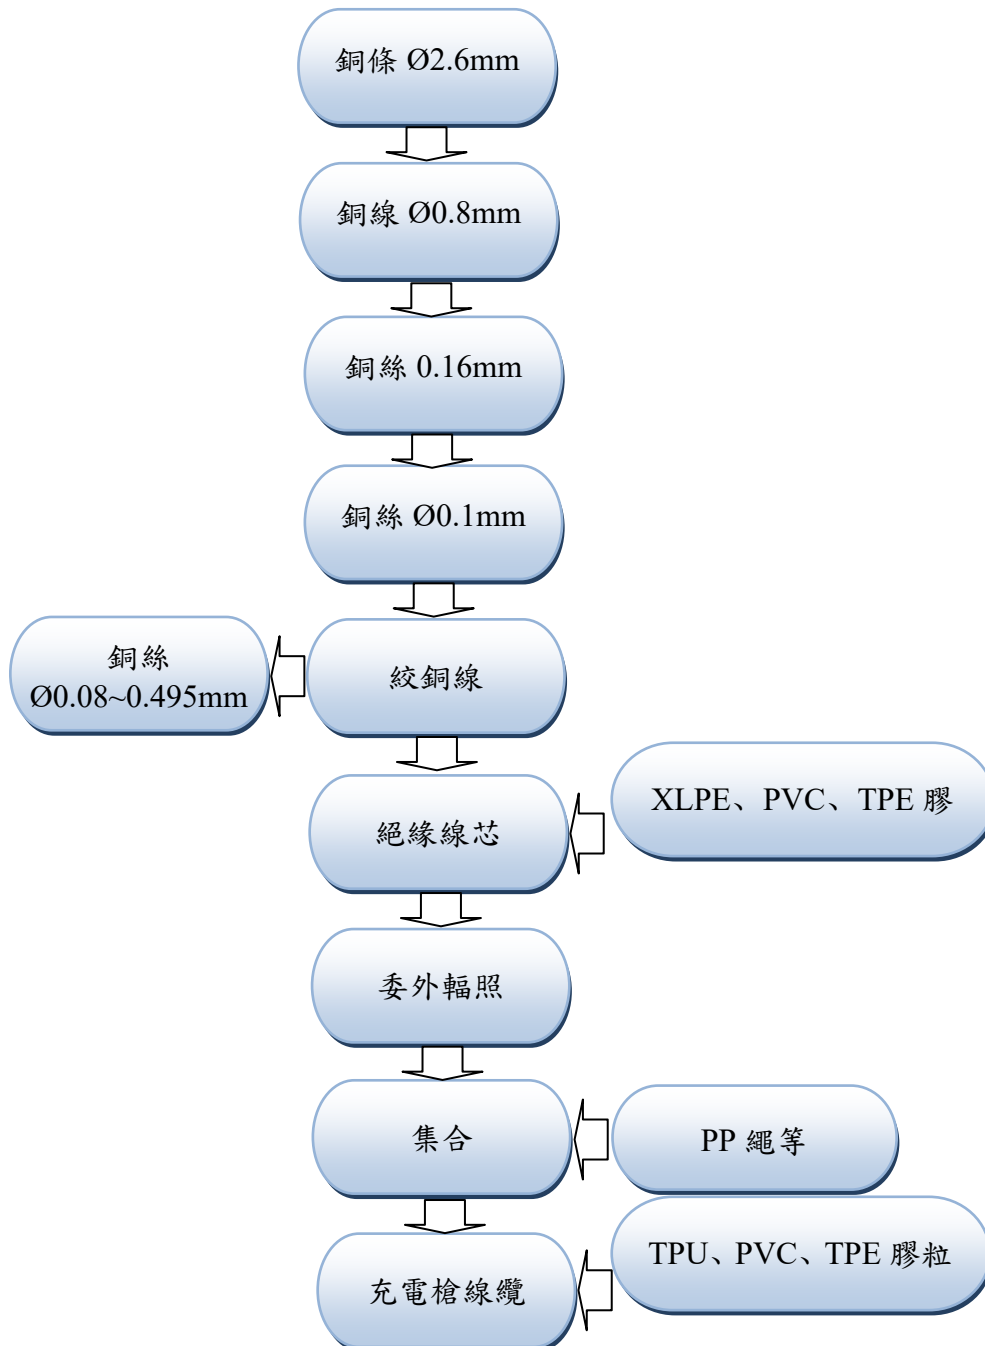 銅條 Ø2.6mm
銅線 Ø0.8mm
銅絲 0.16mm
銅絲 Ø0.1mm
銅絲
Ø0.08~0.495mm
絞銅線
XLPE、PVC、TPE 膠
絕緣線芯
委外輻照
集合
PP 繩等
TPU、PVC、TPE 膠粒
充電槍線纜